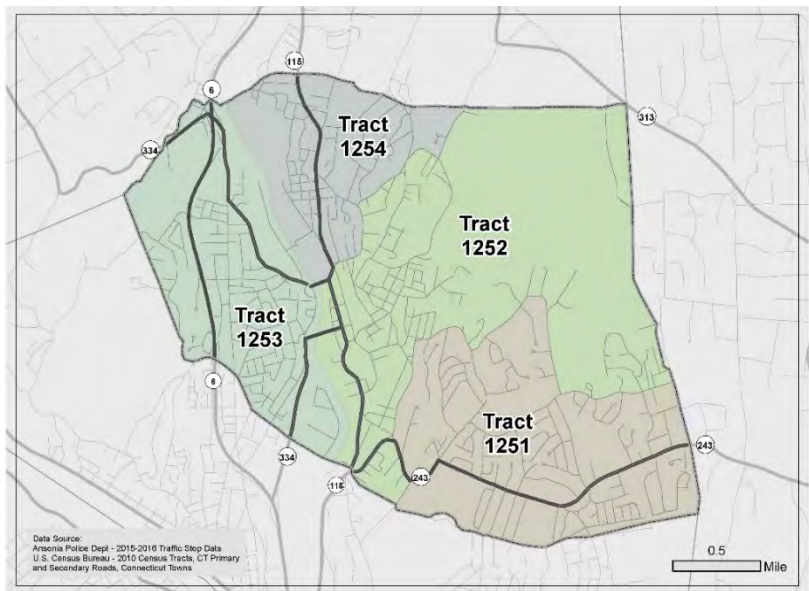 115
6
Tract
1254
313
334
Tract
1252
Tract
1253
6
Tract
1251
243
334
115
243
0.5
Mile
Data Source:
Ansonia Police Dept - 2015-2016 Traffic Stop Data
U.S. Census Bureau - 2010 Census Tracts, CT Primary
and Secondary Roads, Connecticut Towns